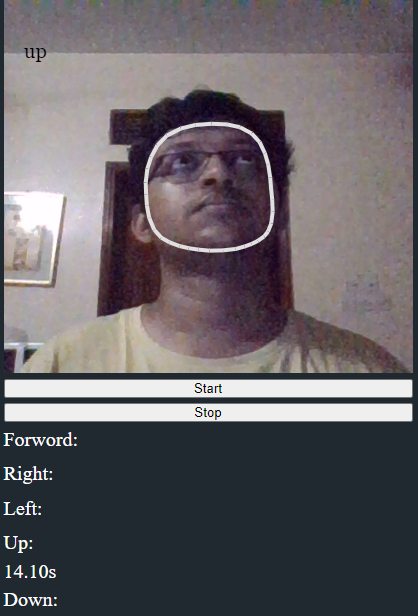 up
Start
Stop
Forword:
Right:
Left:
Up:
14.10s
Down: